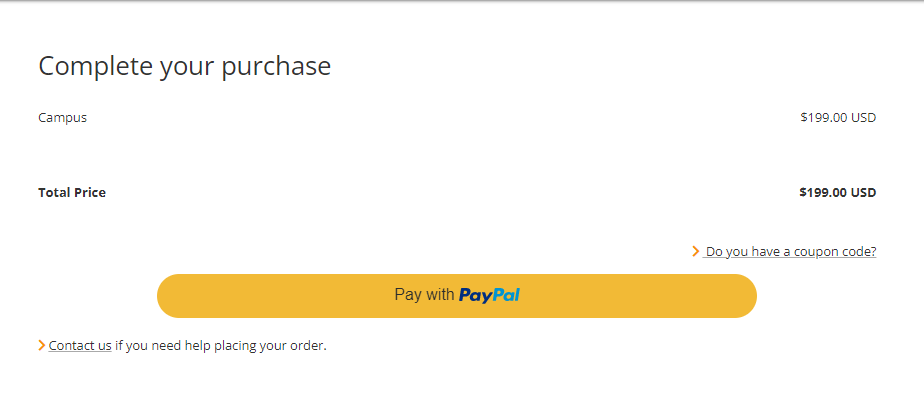 Complete your purchase
Campus $199.00 USD
Total Price $199.00 USD
Do you have a coupon code?
Pay with PayPal
Contact us if you need help placing your order.